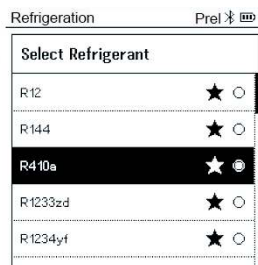 Refrigeration Prel
Select Refrigerant
R12
R144
R410a
R1233zd
R1234yf